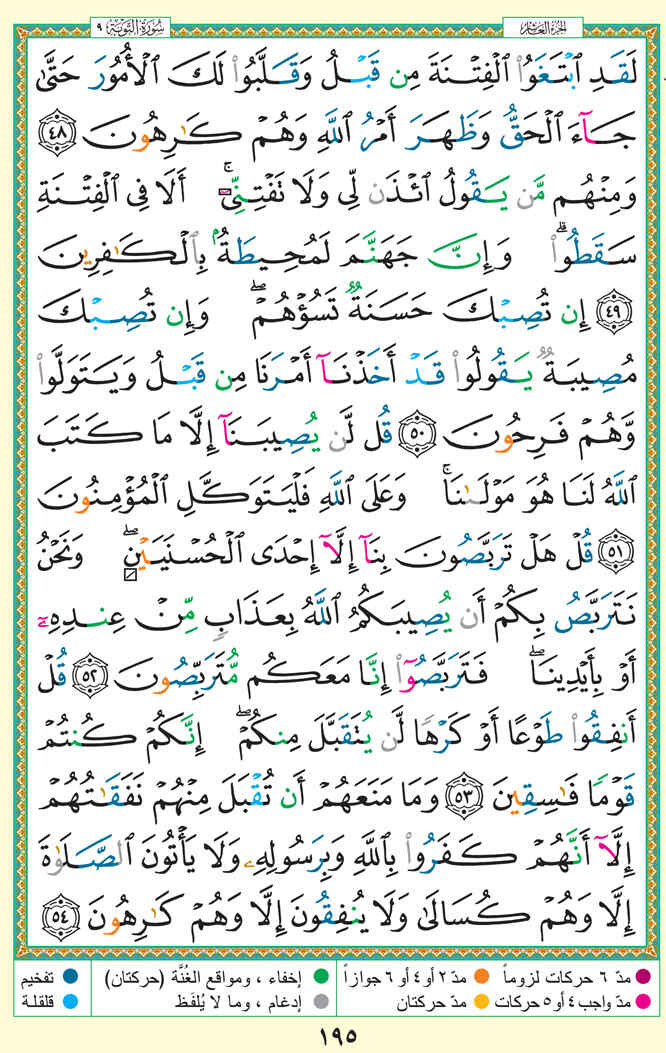 سُورَةُ التَّوْبَة ٩
الجزء العاشر
لَقَدِ ٱبْتَغَوُا۟ ٱلْفِتْنَةَ مِن قَبْلُ وَقَلَّبُوا۟ لَكَ ٱلْأُمُورَ حَتَّىٰ
جَآءَ ٱلْحَقُّ وَظَهَرَ أَمْرُ ٱللَّهِ وَهُمْ كَـٰرِهُونَ ٤٨
وَمِنْهُم مَّن يَقُولُ ٱئْذَن لِّى وَلَا تَفْتِنِّىٓ ۚ أَلَا فِى ٱلْفِتْنَةِ
سَقَطُوا۟ ۗ وَإِنَّ جَهَنَّمَ لَمُحِيطَةٌۢ بِٱلْكَـٰفِرِينَ
٤٩ إِن تُصِبْكَ حَسَنَةٌ تَسُؤْهُمْ ۖ وَإِن تُصِبْكَ
مُصِيبَةٌ يَقُولُوا۟ قَدْ أَخَذْنَآ أَمْرَنَا مِن قَبْلُ وَيَتَوَلَّوا۟
وَّهُمْ فَرِحُونَ ٥٠ قُل لَّن يُصِيبَنَآ إِلَّا مَا كَتَبَ
ٱللَّهُ لَنَا هُوَ مَوْلَىٰنَا ۚ وَعَلَى ٱللَّهِ فَلْيَتَوَكَّلِ ٱلْمُؤْمِنُونَ
٥١ قُلْ هَلْ تَرَبَّصُونَ بِنَآ إِلَّآ إِحْدَى ٱلْحُسْنَيَيْنِ ۖ وَنَحْنُ
نَتَرَبَّصُ بِكُمْ أَن يُصِيبَكُمُ ٱللَّهُ بِعَذَابٍ مِّنْ عِندِهِۦٓ
أَوْ بِأَيْدِينَا ۖ فَتَرَبَّصُوٓا۟ إِنَّا مَعَكُم مُّتَرَبِّصُونَ ٥٢ قُلْ
أَنفِقُوا۟ طَوْعًا أَوْ كَرْهًا لَّن يُتَقَبَّلَ مِنكُمْ ۖ إِنَّكُمْ كُنتُمْ
قَوْمًا فَـٰسِقِينَ ٥٣ وَمَا مَنَعَهُمْ أَن تُقْبَلَ مِنْهُمْ نَفَقَـٰتُهُمْ
إِلَّآ أَنَّهُمْ كَفَرُوا۟ بِٱللَّهِ وَبِرَسُولِهِۦ وَلَا يَأْتُونَ ٱلصَّلَوٰةَ
إِلَّا وَهُمْ كُسَالَىٰ وَلَا يُنفِقُونَ إِلَّا وَهُمْ كَـٰرِهُونَ ٥٤
مدّ ٦ حركات لزوماً مدّ ٢ أو ٤ أو ٦ جوازاً إخفاء ، ومواقع الغُنَّة (حركتان) تفخيم
مدّ واجب ٤ أو ٥ حركات مدّ حركتان إدغام ، وما لا يُلفَظ قلقلة
١٩٥